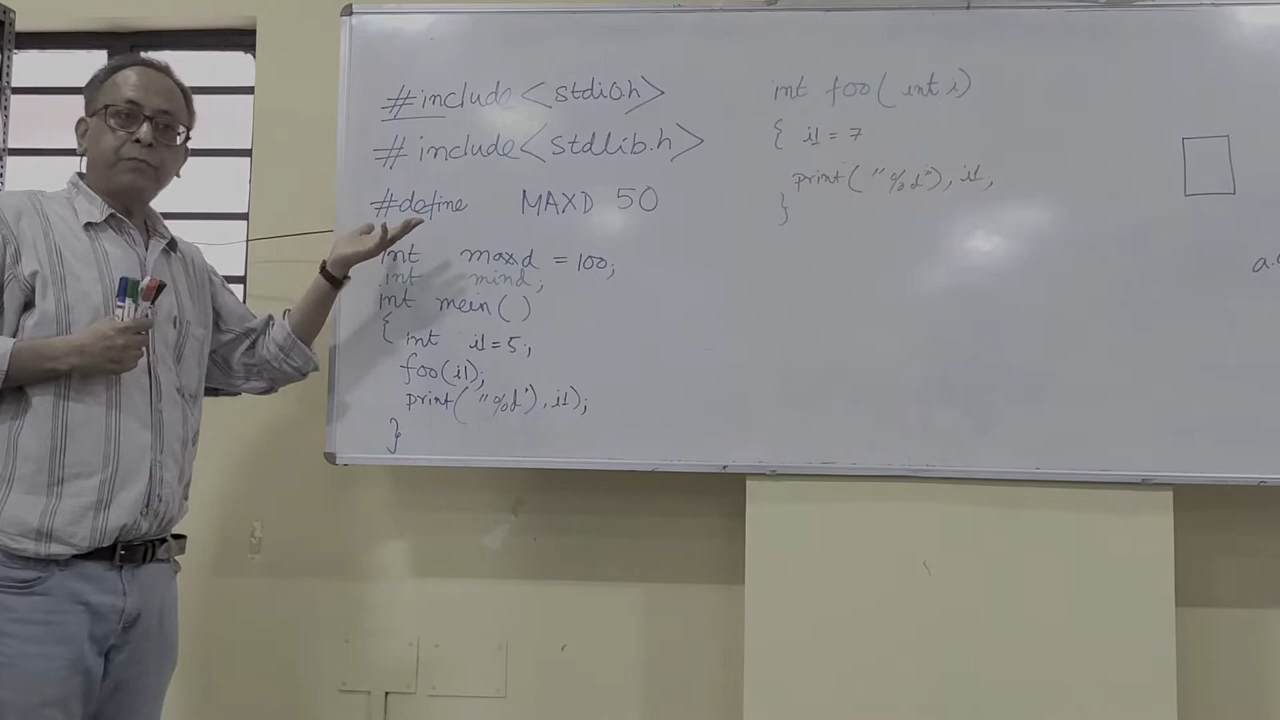 #include<stdio.h>
# include<stdlib.h>
#define MAXD 50
int maxd = 100;
int mind;
int mein()
{ int i1=5;
foo(i1);
print("%d"), i1);
}
int foo( int i)
{ i1 = 7
print( "%d"), i1;
}
a.